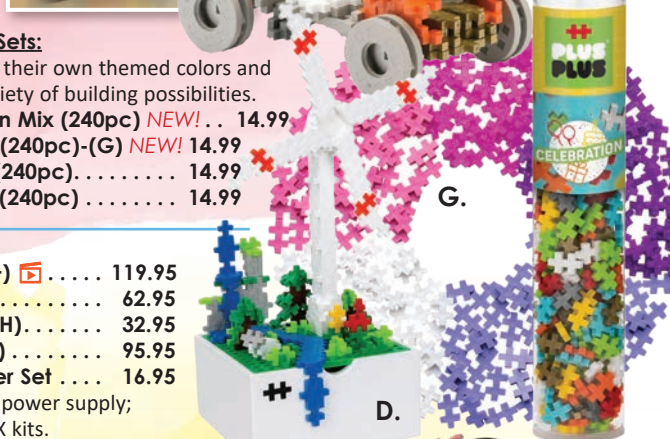 Sets:
their own themed colors and
iety of building possibilities.
n Mix (240pc) NEW! . . 14.99
(240pc)-(G) NEW! 14.99
(240pc). . . . . . . . . 14.99
(240pc) . . . . . . . . 14.99
) . . . . . 119.95
. . . . . . . . . . 62.95
H). . . . . . . 32.95
) . . . . . . . . 95.95
er Set . . . . 16.95
power supply;
X kits.
G.
D.
PLUS
PLUS
CELEBRATION